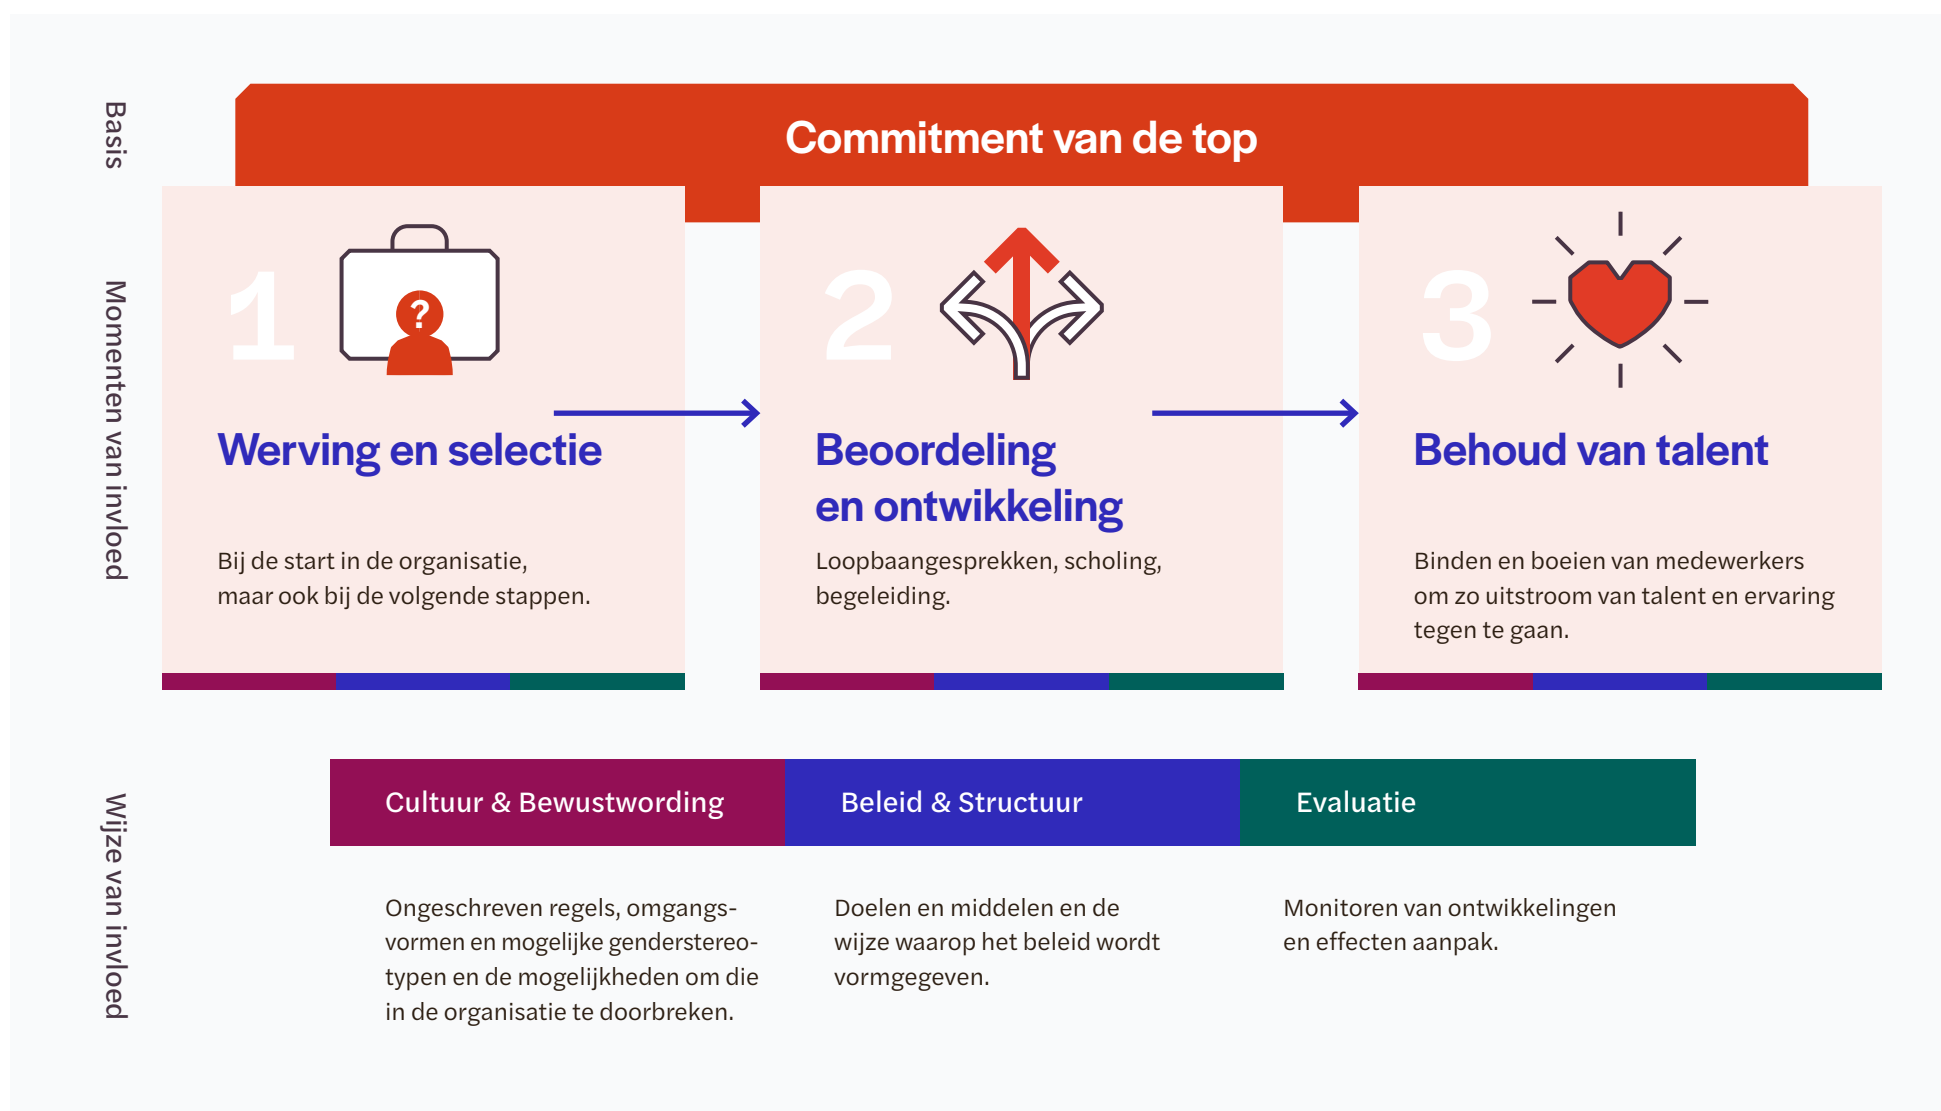 Basis
Commitment van de top
Momenten van invloed
1
?
Werving en selectie
Bij de start in de organisatie,
maar ook bij de volgende stappen.
2
Beoordeling
en ontwikkeling
Loopbaangesprekken, scholing,
begeleiding.
3
Behoud van talent
Binden en boeien van medewerkers
om zo uitstroom van talent en ervaring
tegen te gaan.
Wijze van invloed
Cultuur & Bewustwording
Ongeschreven regels, omgangs-
vormen en mogelijke genderstereo-
typen en de mogelijkheden om die
in de organisatie te doorbreken.
Beleid & Structuur
Doelen en middelen en de
wijze waarop het beleid wordt
vormgegeven.
Evaluatie
Monitoren van ontwikkelingen
en effecten aanpak.